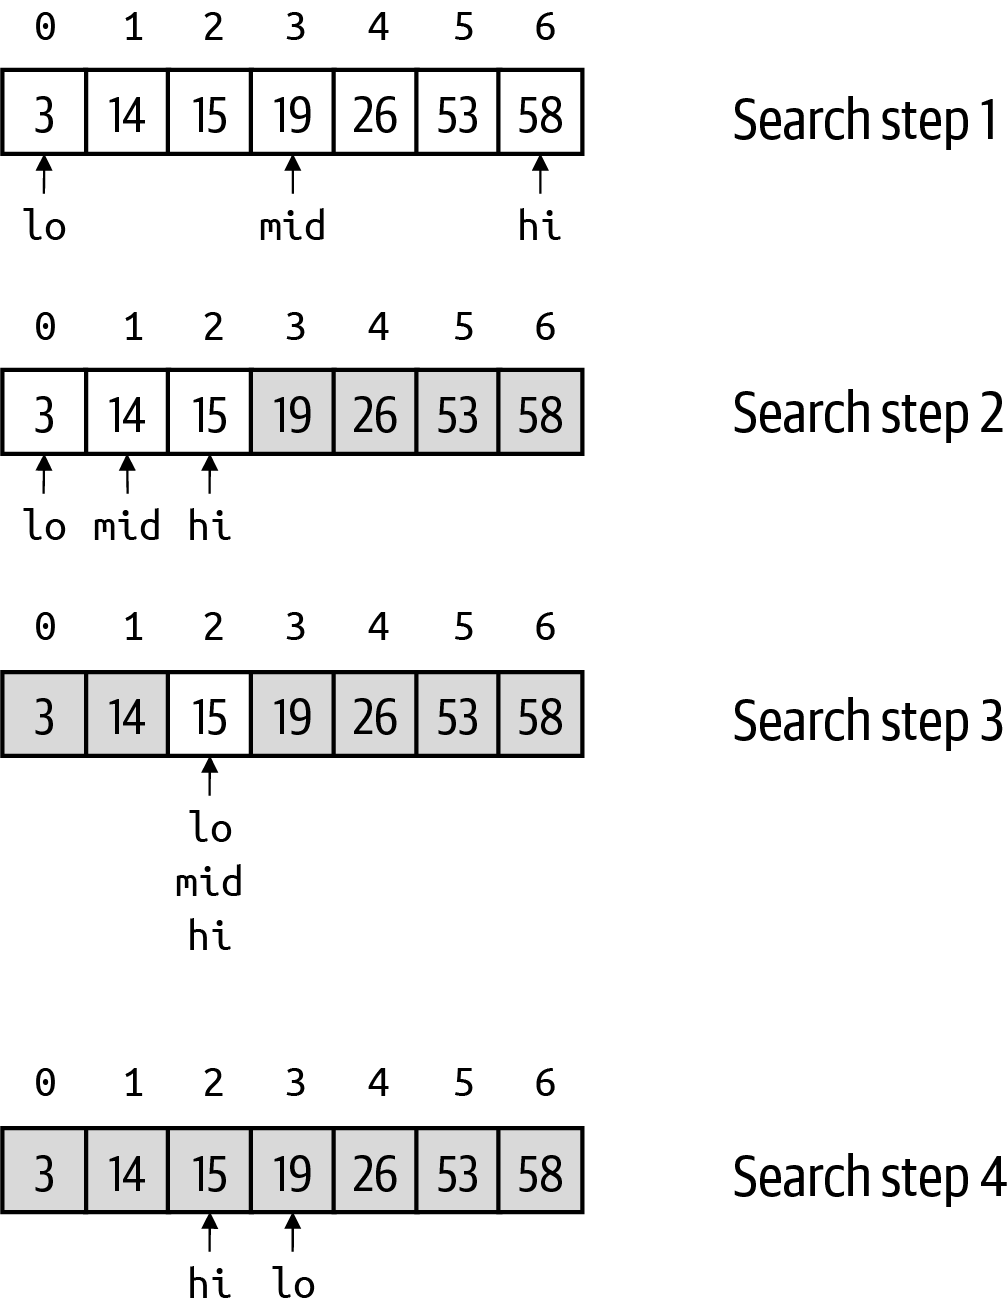 0 1 2 3 4 5 6
3 14 15 19 26 53 58 Search step 1
lo mid hi
0 1 2 3 4 5 6
3 14 15 19 26 53 58 Search step 2
lo mid hi
0 1 2 3 4 5 6
3 14 15 19 26 53 58 Search step 3
lo
mid
hi
0 1 2 3 4 5 6
3 14 15 19 26 53 58 Search step 4
hi lo